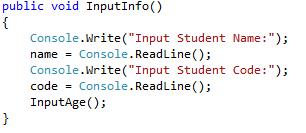 public void InputInfo()
{
    Console.Write("Input Student Name:");
    name = Console.ReadLine();
    Console.Write("Input Student Code:");
    code = Console.ReadLine();
    InputAge();
}